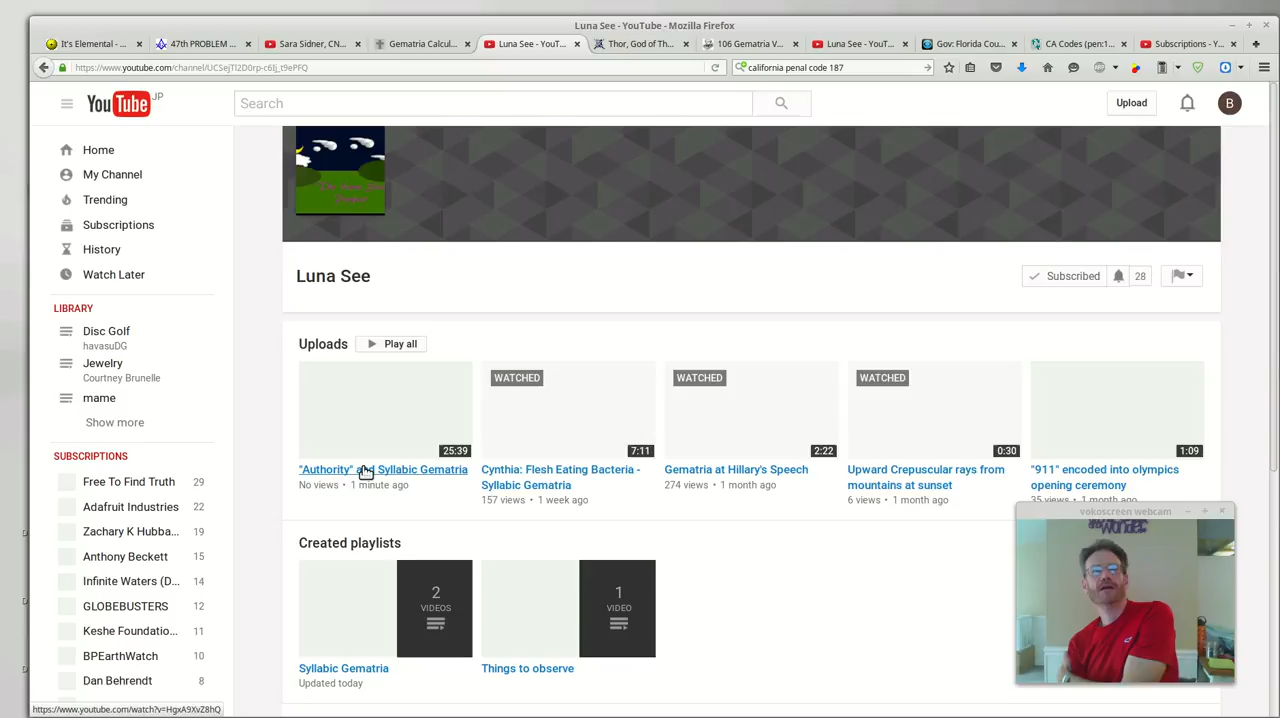 Luna See - YouTube - Mozilla Firefox
It's Elemental - ...
47th PROBLEM ...
Sara Sidner, CN...
Gematria Calcul...
Luna See - YouT...
Thor, God of Th...
106 Gematria V...
Luna See - YouT...
Gov: Florida Cou...
CA Codes (pen:1...
Subscriptions - Y...
https://www.youtube.com/channel/UCSejTl2D0rp-c6Ij_t9ePFQ
california penal code 187
YouTube JP
Search
Upload
B
Home
My Channel
Trending
Subscriptions
History
Watch Later
LIBRARY
Disc Golf
havasuDG
Jewelry
Courtney Brunelle
mame
Show more
SUBSCRIPTIONS
Free To Find Truth 29
Adafruit Industries 22
Zachary K Hubba... 19
Anthony Beckett 15
Infinite Waters (D... 14
GLOBEBUSTERS 12
Keshe Foundatio... 11
BPEarthWatch 10
Dan Behrendt 8
Luna See
Subscribed 28
Uploads Play all
25:39
"Authority" and Syllabic Gematria
No views • 1 minute ago
WATCHED
7:11
Cynthia: Flesh Eating Bacteria -
Syllabic Gematria
157 views • 1 week ago
WATCHED
2:22
Gematria at Hillary's Speech
274 views • 1 month ago
WATCHED
0:30
Upward Crepuscular rays from
mountains at sunset
6 views • 1 month ago
1:09
"911" encoded into olympics
opening ceremony
35 views • 1 month ago
vokoscreen webcam
Created playlists
2
VIDEOS
Syllabic Gematria
Updated today
1
VIDEO
Things to observe
https://www.youtube.com/watch?v=HgxA9XvZ8hQ